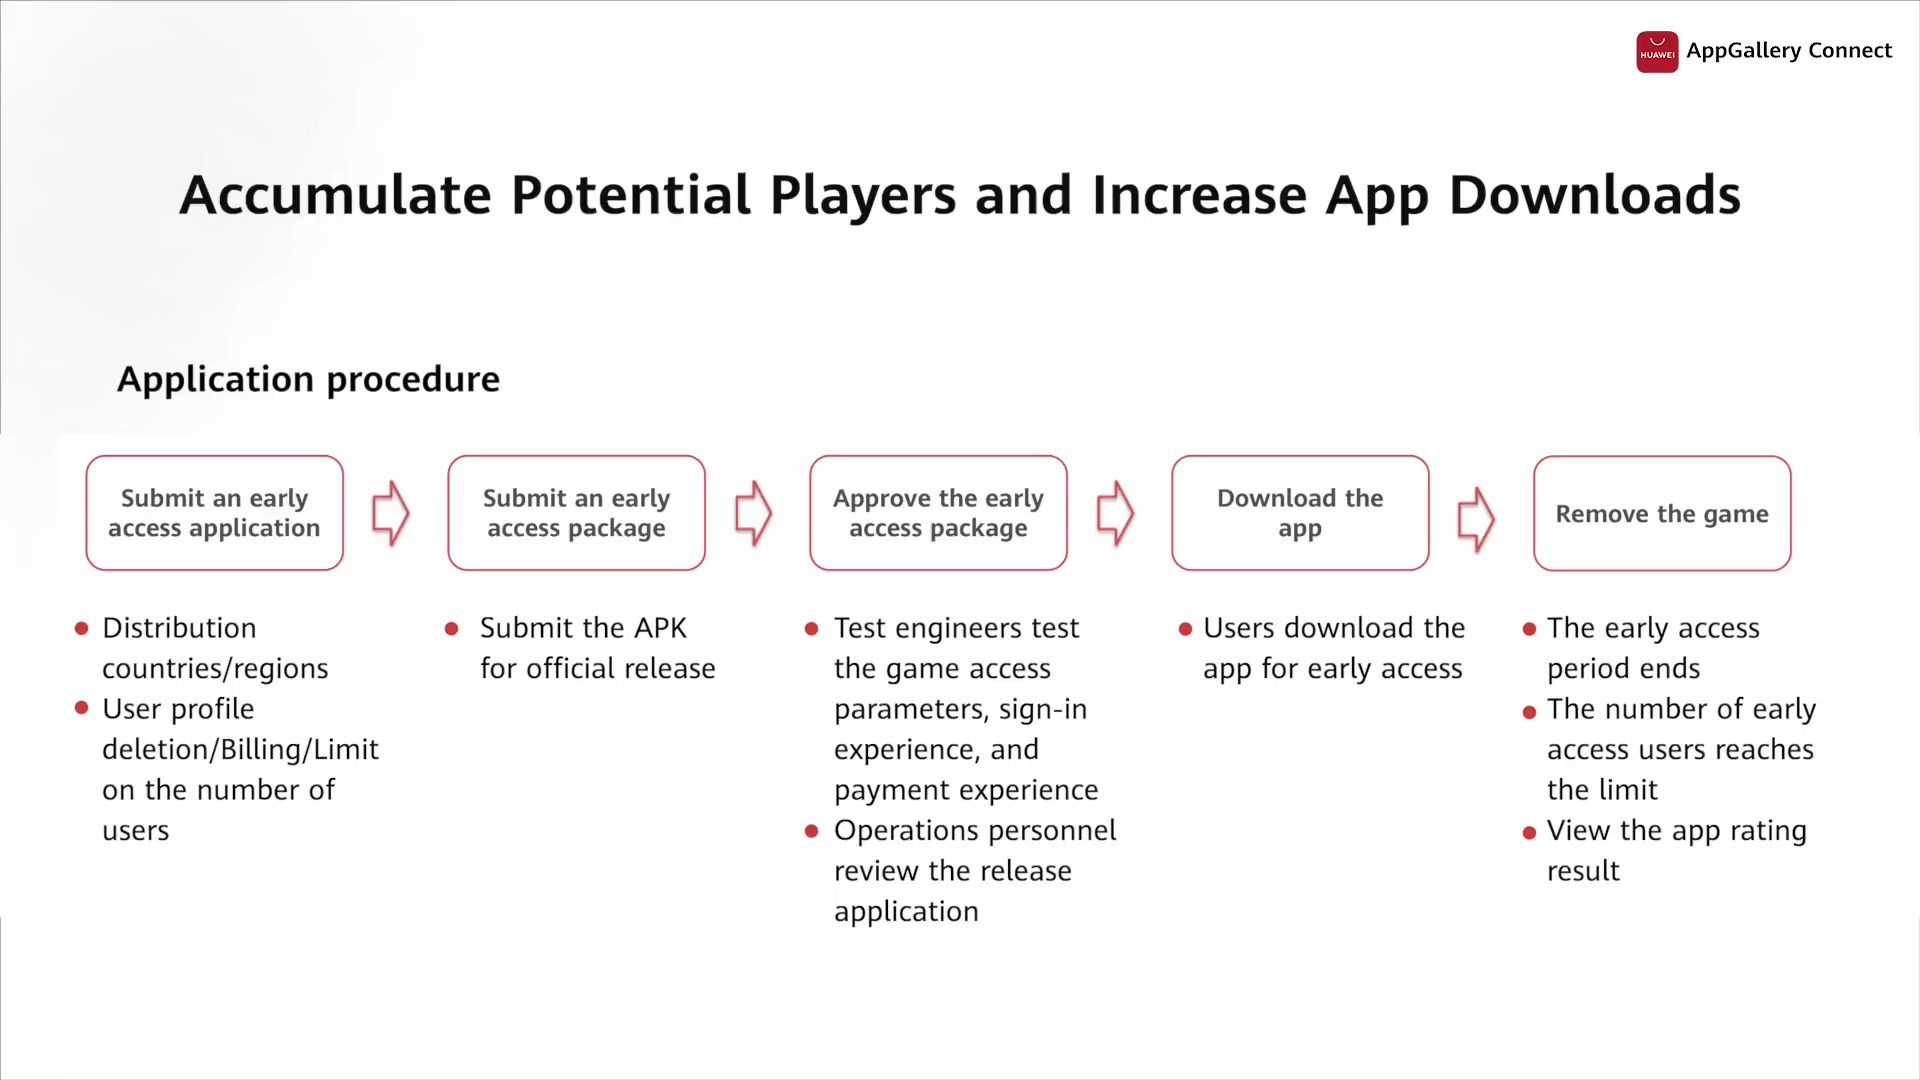 HUAWEI
AppGallery Connect
Accumulate Potential Players and Increase App Downloads
Application procedure
Submit an early
access application
Submit an early
access package
Approve the early
access package
Download the
app
Remove the game
Distribution
countries/regions
User profile
deletion/Billing/Limit
on the number of
users
Submit the APK
for official release
Test engineers test
the game access
parameters, sign-in
experience, and
payment experience
Operations personnel
review the release
application
Users download the
app for early access
The early access
period ends
The number of early
access users reaches
the limit
View the app rating
result